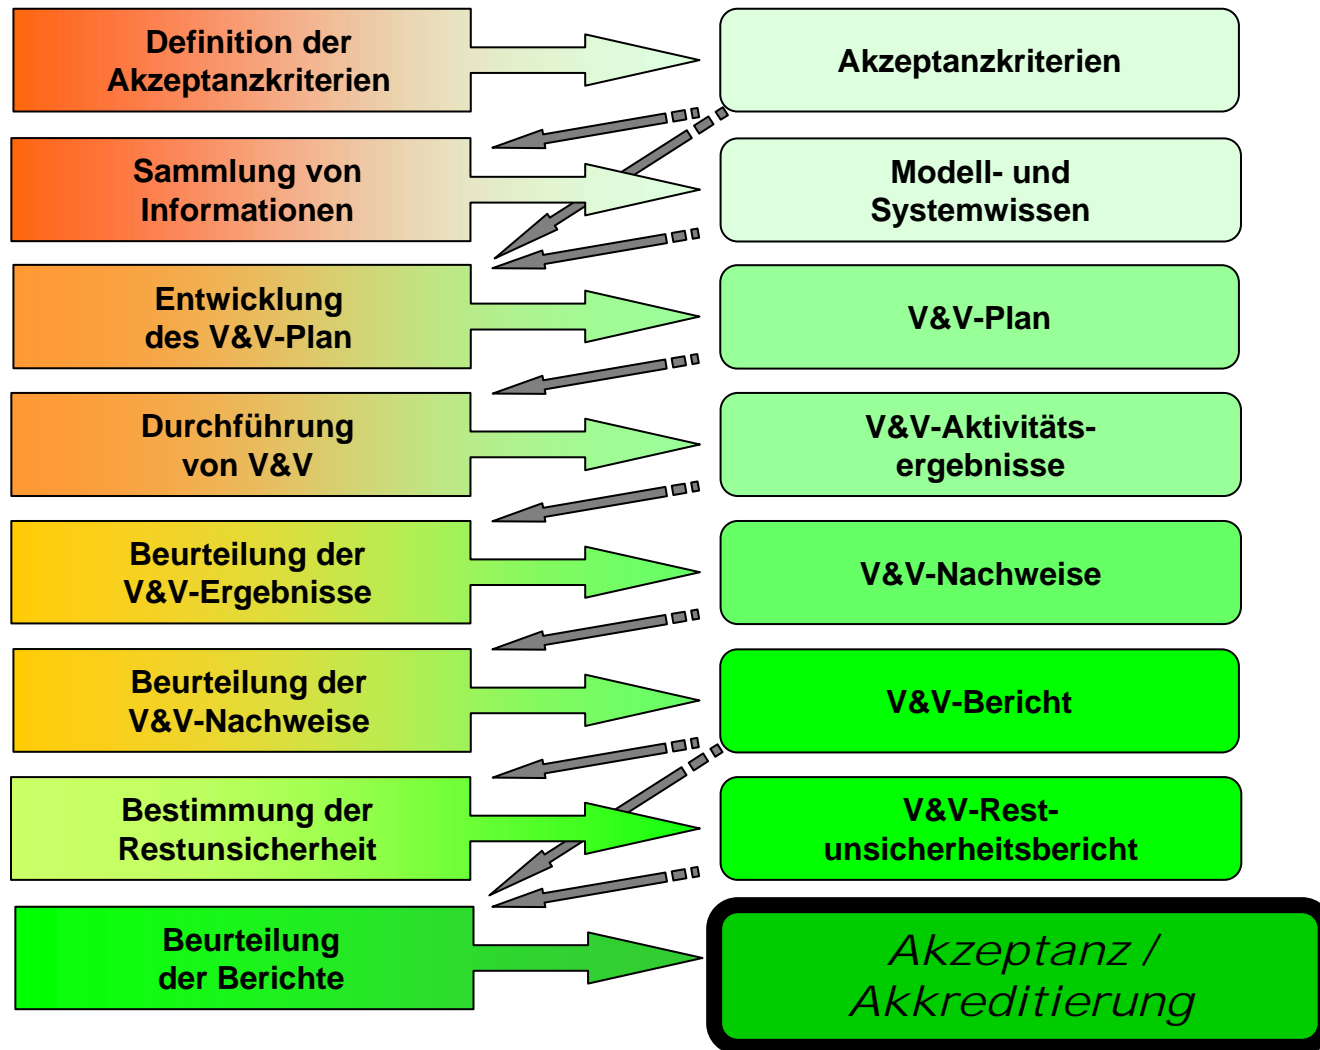 Definition der
Akzeptanzkriterien
Akzeptanzkriterien
Sammlung von
Informationen
Modell- und
Systemwissen
Entwicklung
des V&V-Plan
V&V-Plan
Durchführung
von V&V
V&V-Aktivitäts-
ergebnisse
Beurteilung der
V&V-Ergebnisse
V&V-Nachweise
Beurteilung der
V&V-Nachweise
V&V-Bericht
Bestimmung der
Restunsicherheit
V&V-Rest-
unsicherheitsbericht
Beurteilung
der Berichte
Akzeptanz /
Akkreditierung